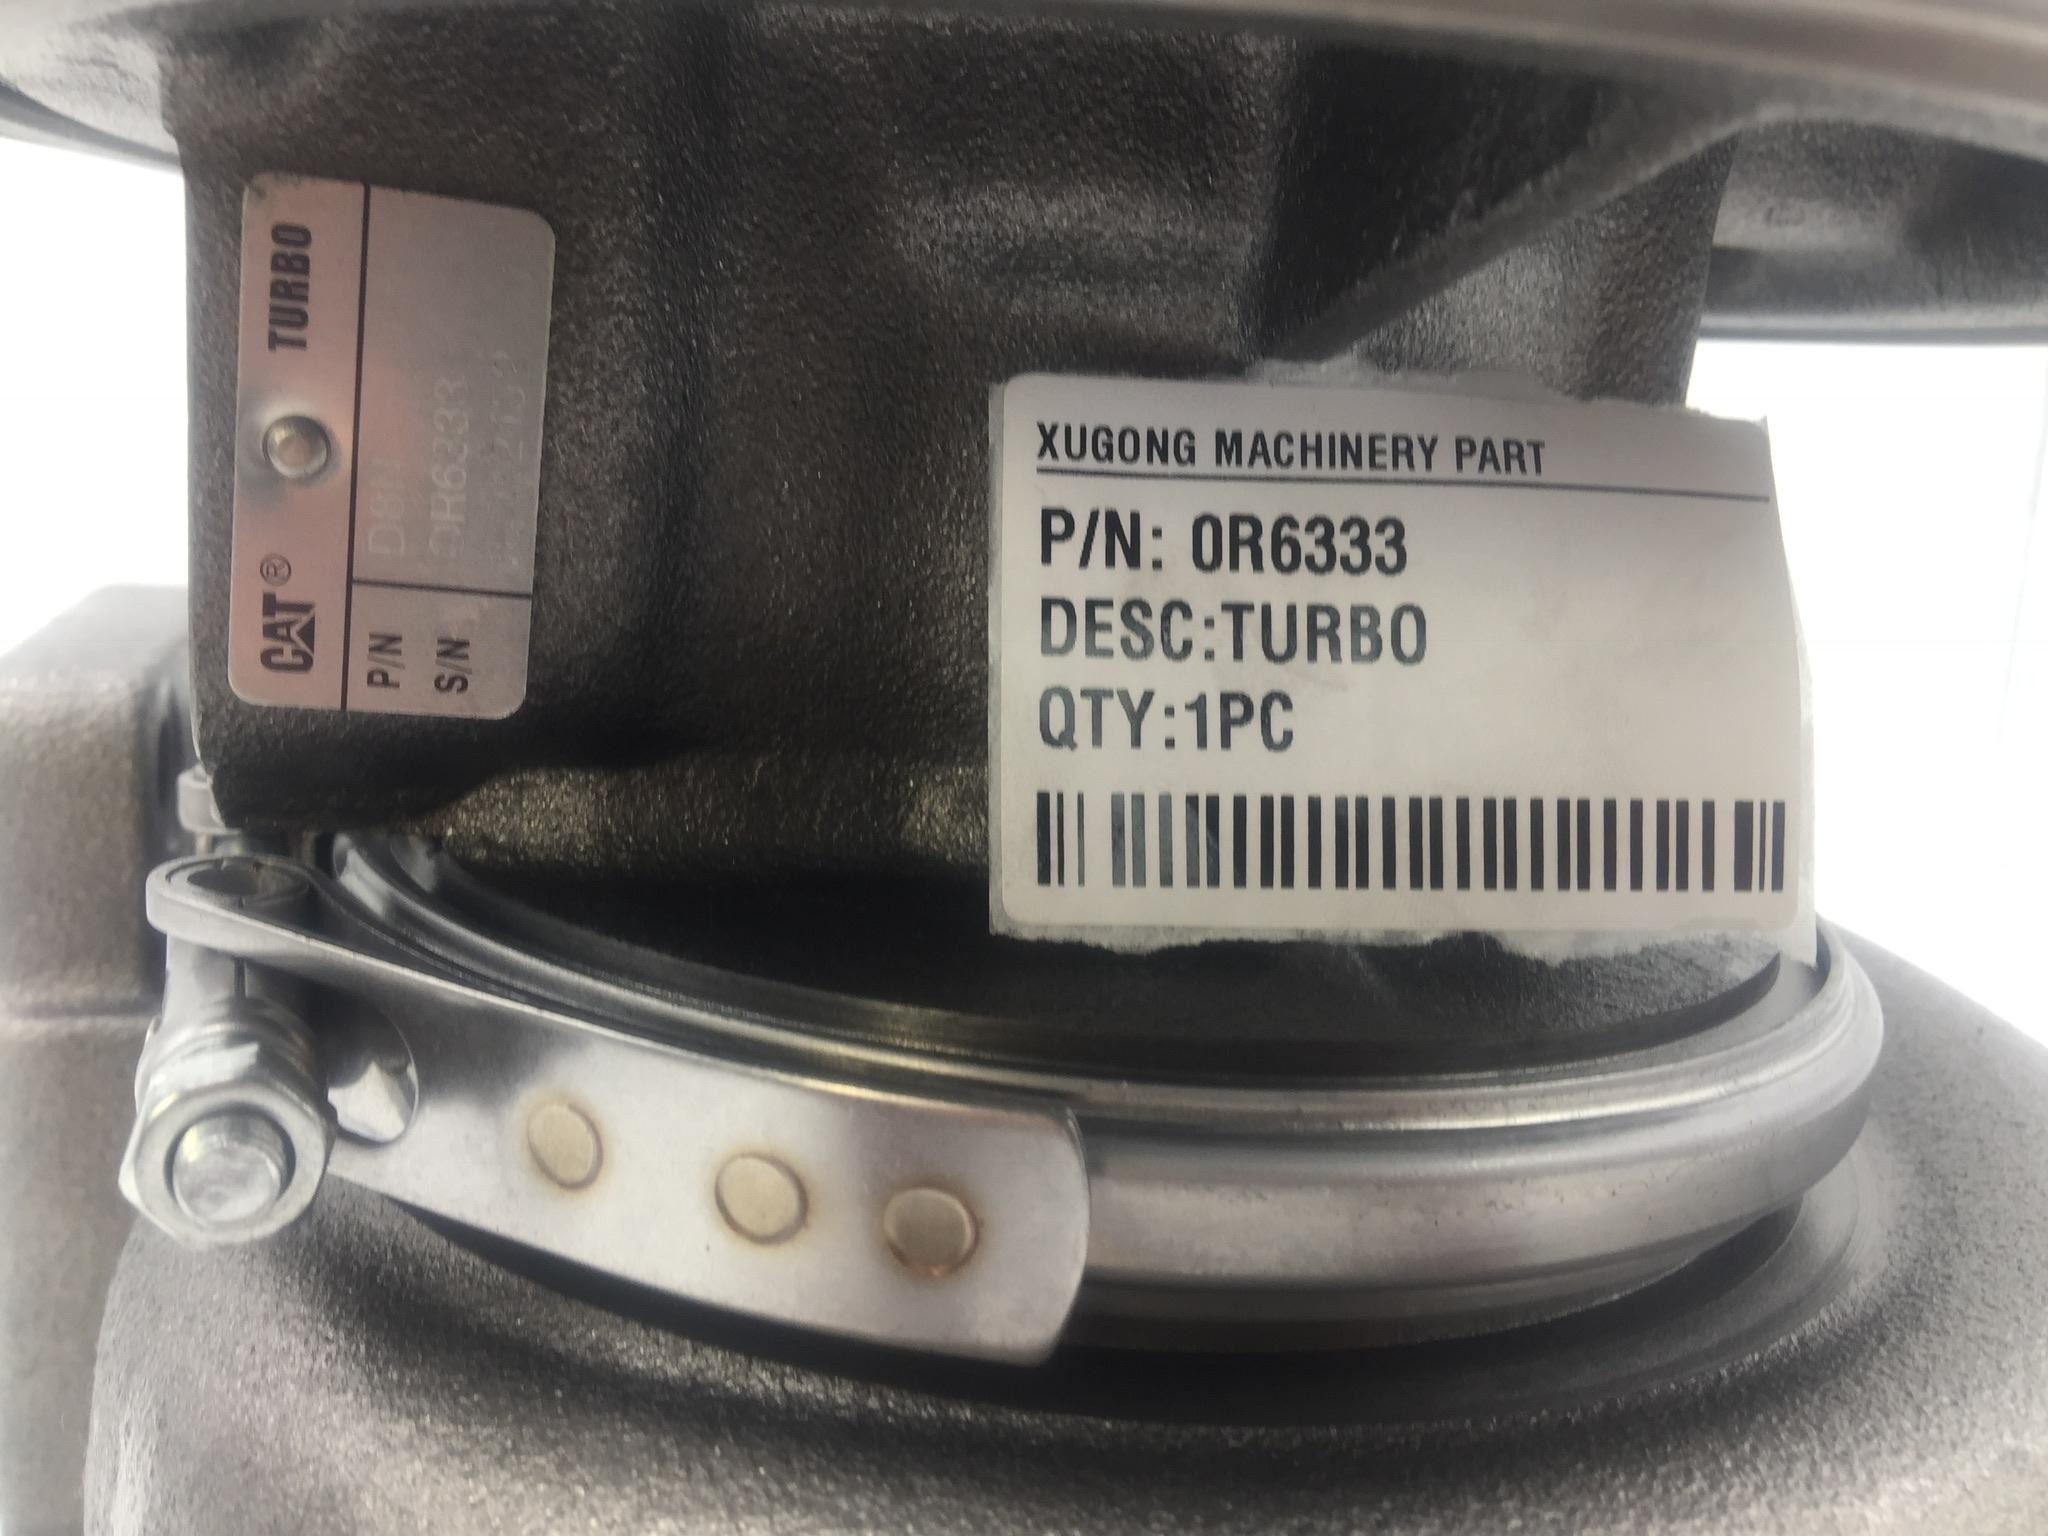 CAT® TURBO
P/N
S/N
XUGONG MACHINERY PART
P/N: 0R6333
DESC:TURBO
QTY:1PC